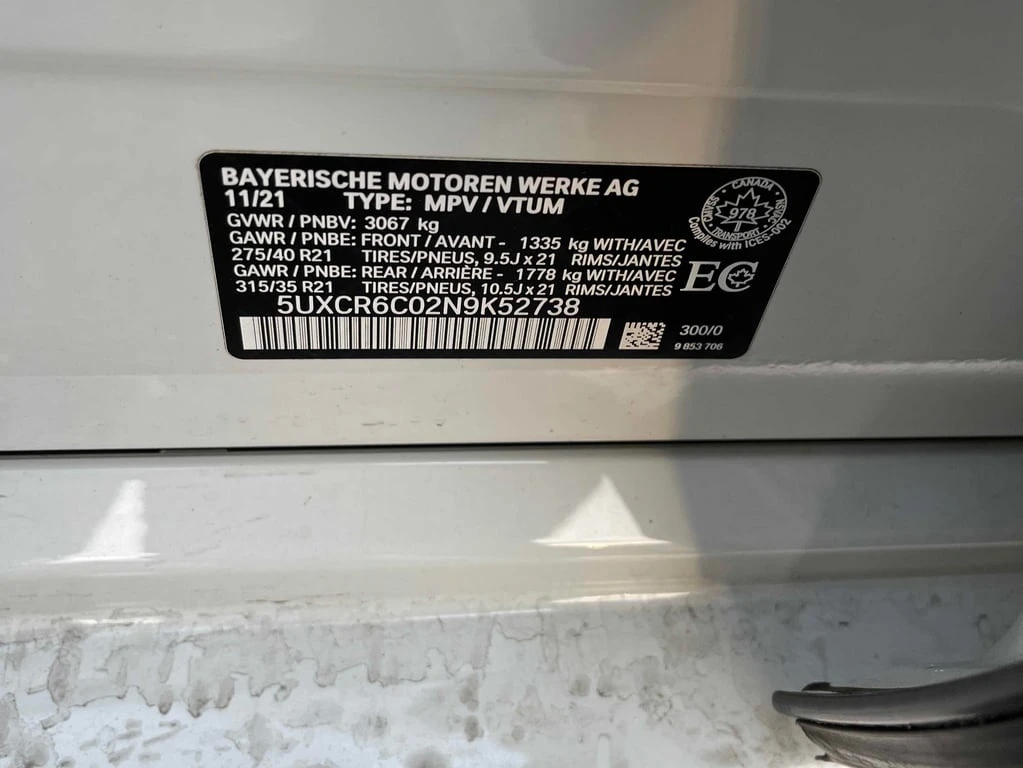 BAYERISCHE MOTOREN WERKE AG
11/21 TYPE: MPV / VTUM
GVWR / PNBV: 3067 kg
GAWR / PNBE: FRONT / AVANT - 1335 kg WITH/AVEC
275/40 R21 TIRES/PNEUS, 9.5J x 21 RIMS/JANTES
GAWR / PNBE: REAR / ARRIÈRE - 1778 kg WITH/AVEC
315/35 R21 TIRES/PNEUS, 10.5J x 21 RIMS/JANTES
5UXCR6C02N9K52738
CANADA
978
TRANSPORT
Complies with ICES-002
EC
300/0
9 853 706